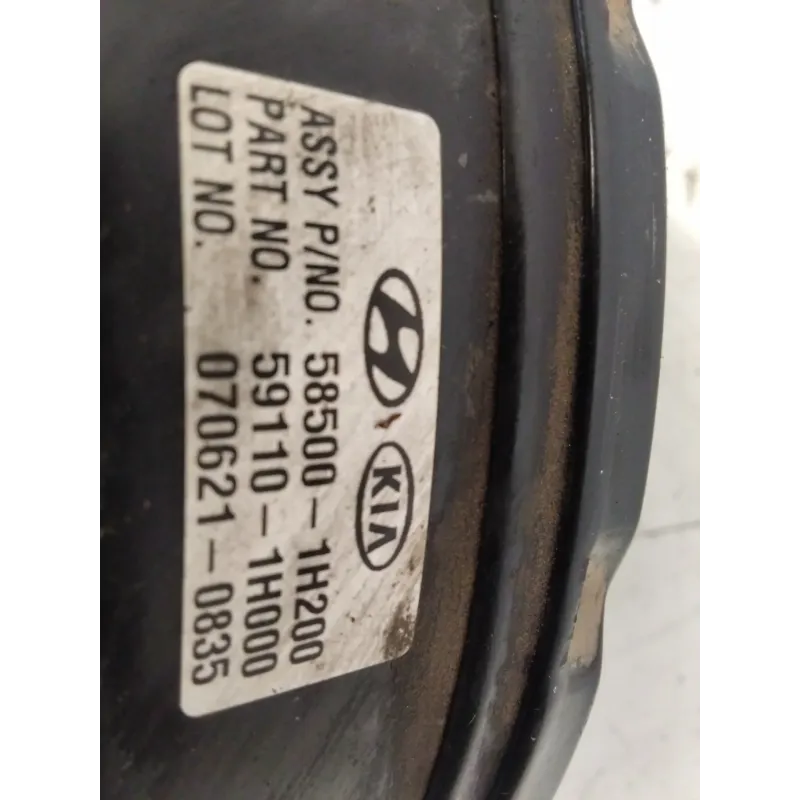 KIA
ASSY P/NO. 58500-1H200
PART NO. 59110-1H000
LOT NO. 070621-0835